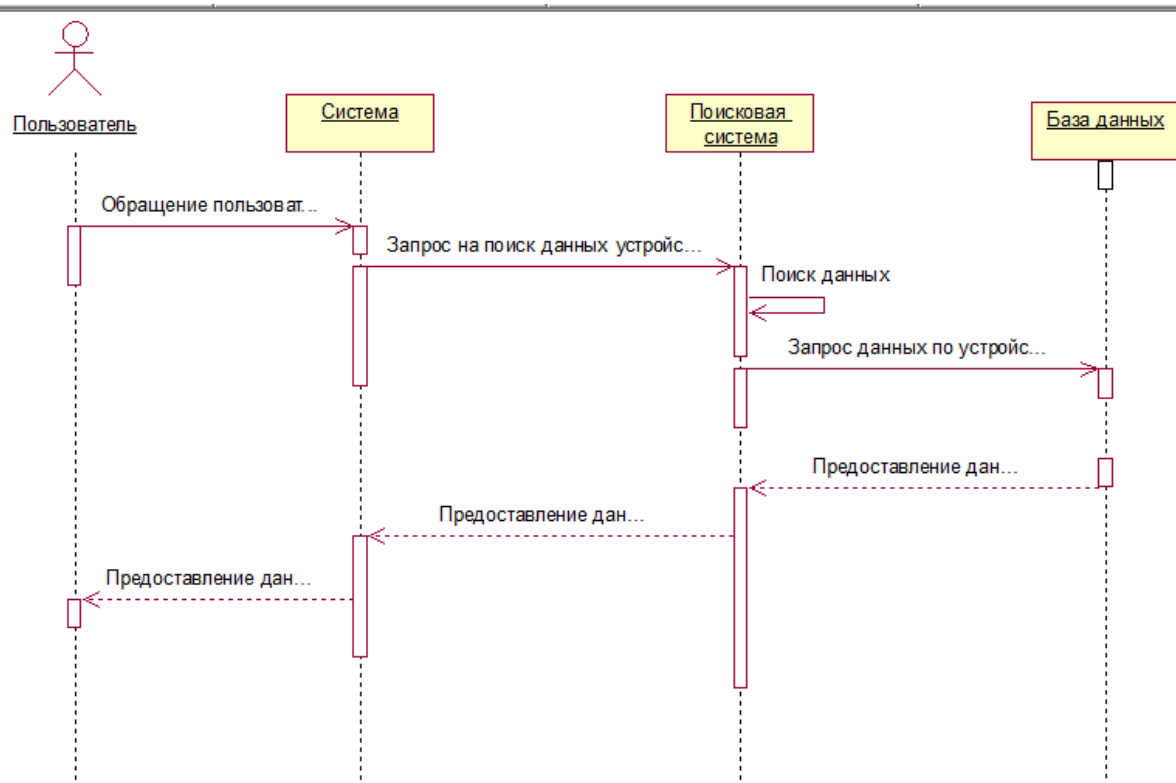 Пользователь
Система
Поисковая
система
База данных
Обращение пользоват...
Запрос на поиск данных устройс...
Поиск данных
Запрос данных по устройс...
Предоставление дан...
Предоставление дан...
Предоставление дан...